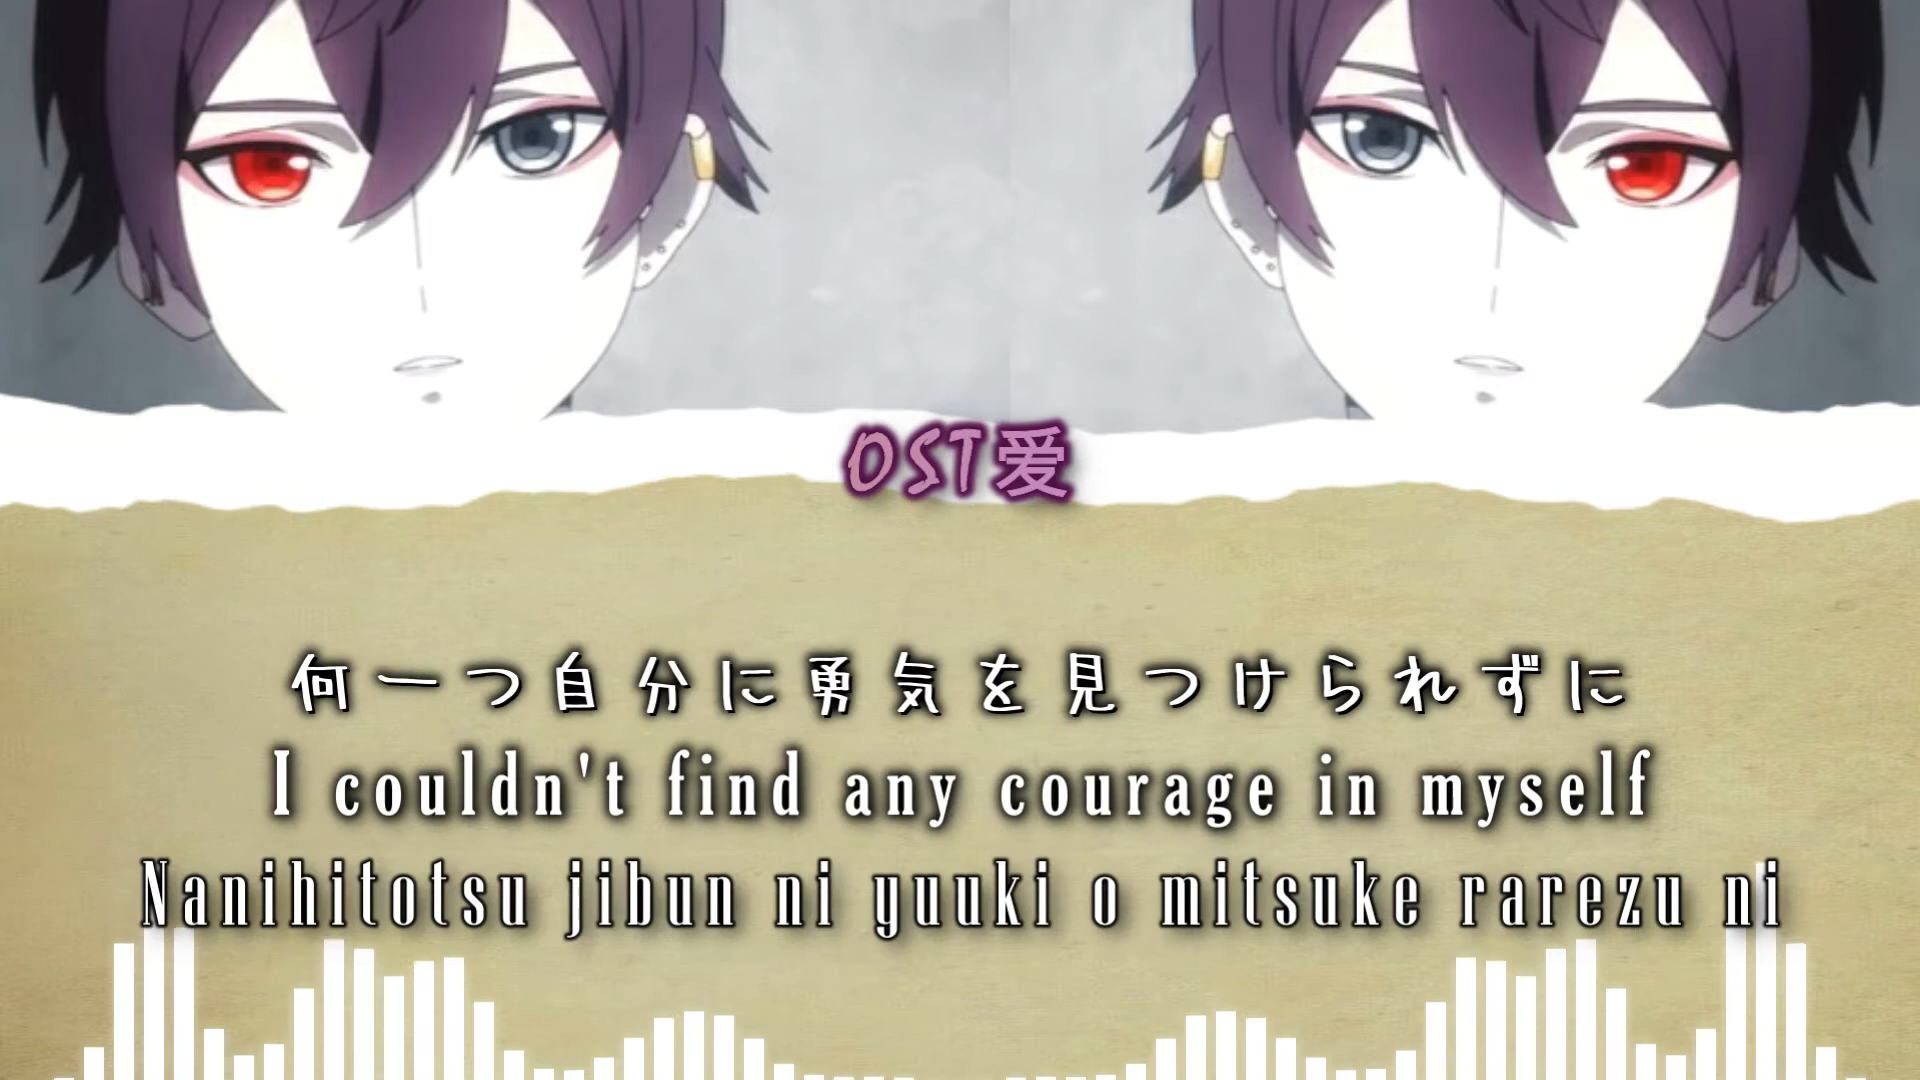 OST爱
何一つ自分に勇気を見つけられずに
I couldn't find any courage in myself
Nanihitotsu jibun ni yuuki o mitsuke rarezu ni